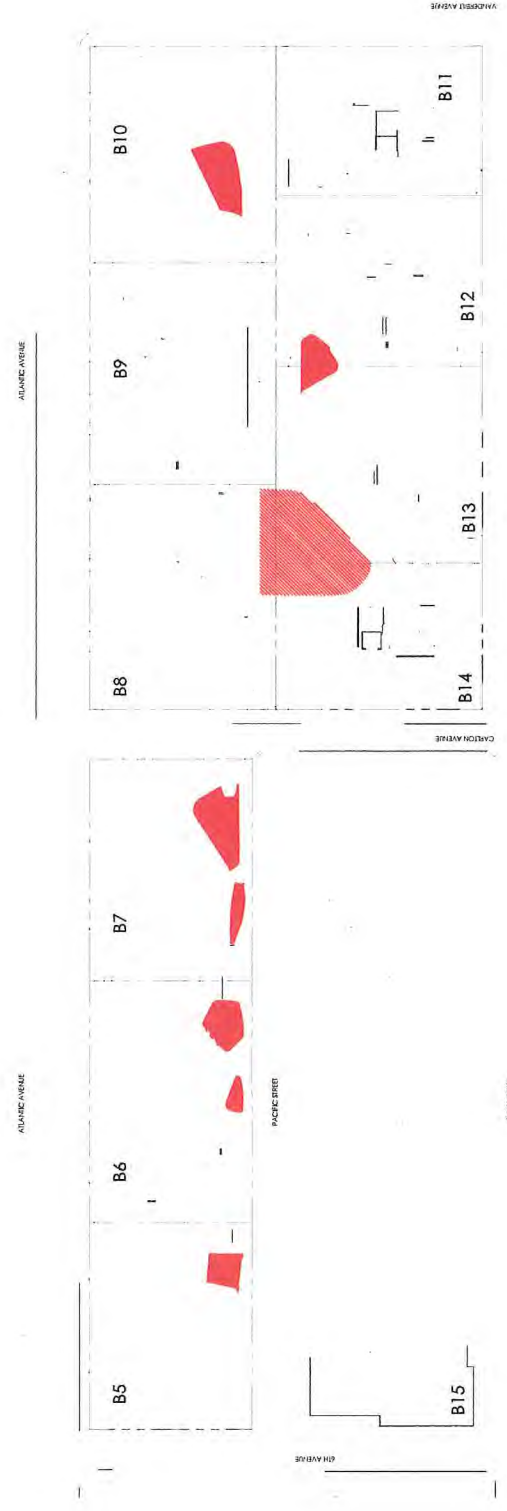 VANDERBILT AVENUE
B10
B11
ATLANTIC AVENUE
B9
B12
B13
B8
B14
CARLTON AVENUE
B7
ATLANTIC AVENUE
PACIFIC STREET
B6
B5
B15
6TH AVENUE